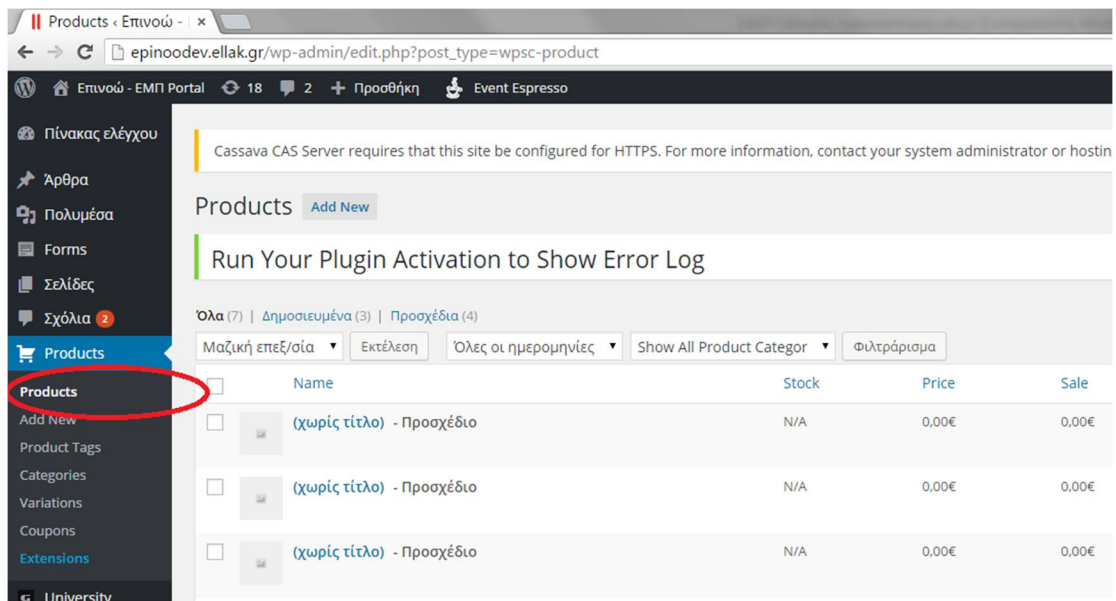 Products ‹ Επινοώ -
epinoodev.ellak.gr/wp-admin/edit.php?post_type=wpsc-product
Επινοώ - ΕΜΠ Portal 18 2 Προσθήκη Event Espresso
Πίνακας ελέγχου
Άρθρα
Πολυμέσα
Forms
Σελίδες
Σχόλια 2
Products
Products
Add New
Product Tags
Categories
Variations
Coupons
Extensions
University
Cassava CAS Server requires that this site be configured for HTTPS. For more information, contact your system administrator or hostin
Products Add New
Run Your Plugin Activation to Show Error Log
Όλα (7) | Δημοσιευμένα (3) | Προσχέδια (4)
Μαζική επεξ/σία Εκτέλεση Όλες οι ημερομηνίες Show All Product Categor Φιλτράρισμα
Name Stock Price Sale
(χωρίς τίτλο) - Προσχέδιο N/A 0,00€ 0,00€
(χωρίς τίτλο) - Προσχέδιο N/A 0,00€ 0,00€
(χωρίς τίτλο) - Προσχέδιο N/A 0,00€ 0,00€